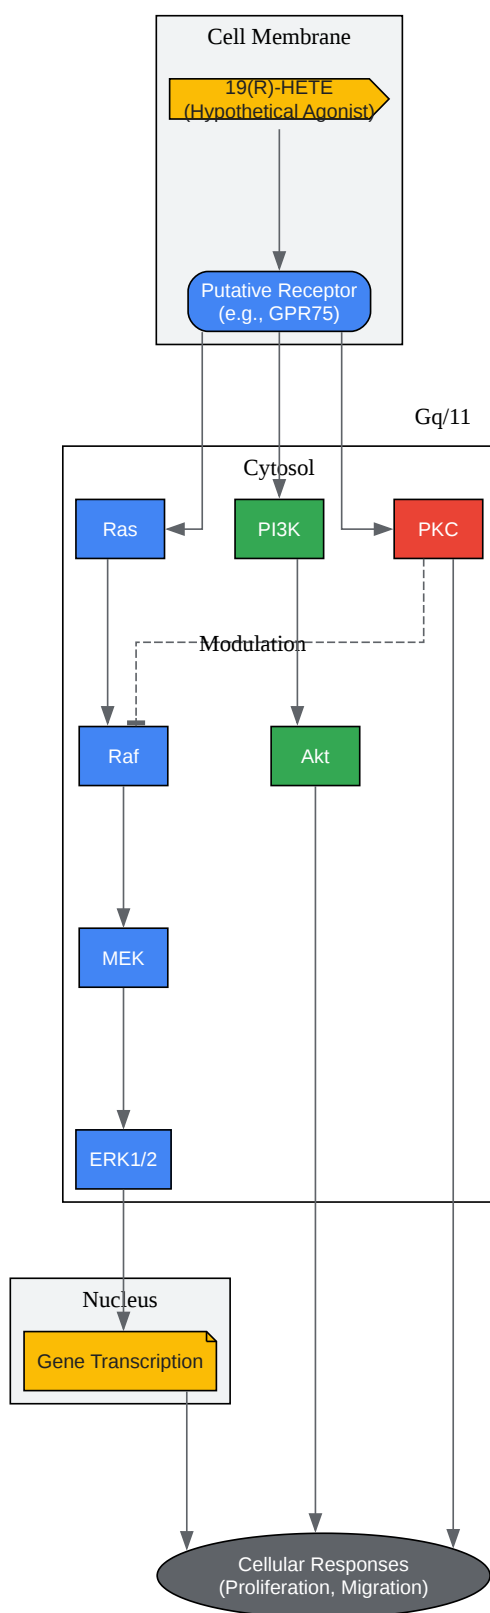 Cell Membrane
19(R)-HETE
(Hypothetical Agonist)
Putative Receptor
(e.g., GPR75)
Gq/11
Cytosol
Ras
PI3K
PKC
Modulation
Raf
Akt
MEK
ERK1/2
Nucleus
Gene Transcription
Cellular Responses
(Proliferation, Migration)